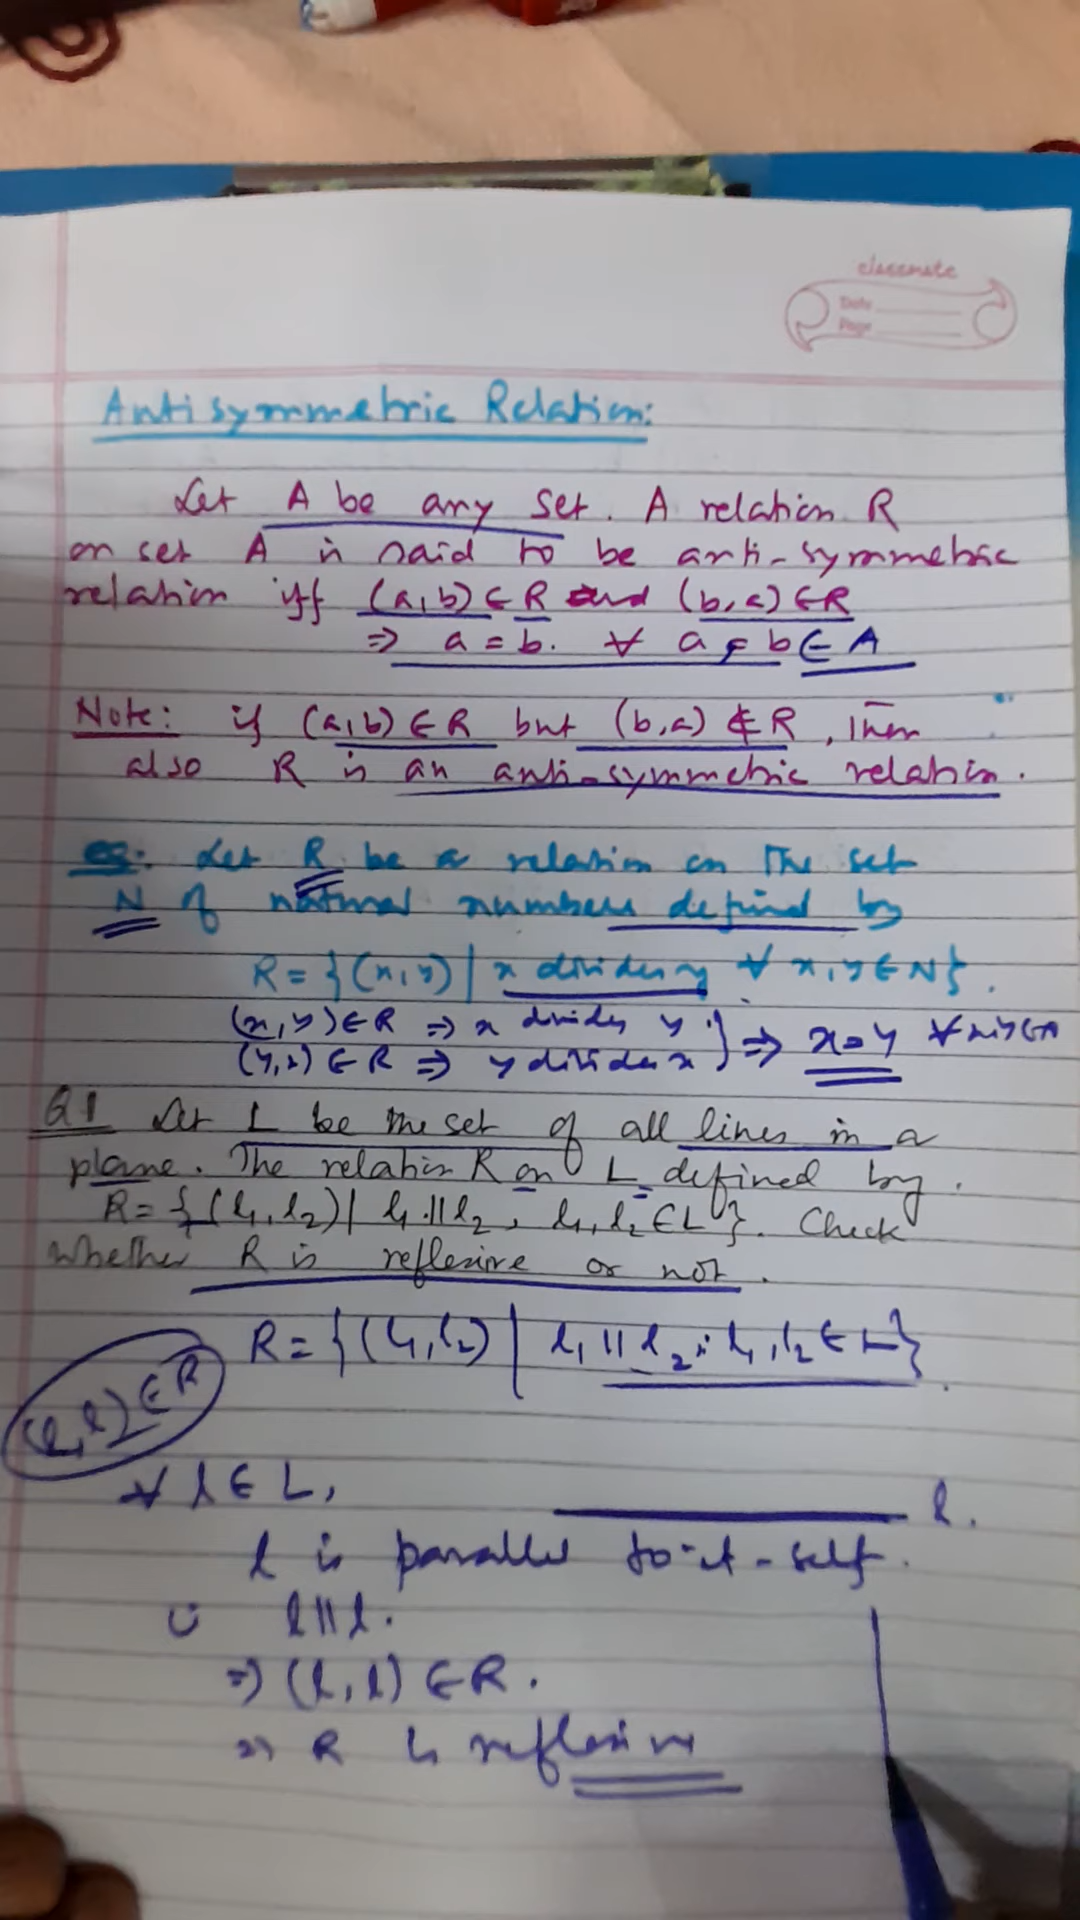 classmate
Date
Page
Antisymmetric Relation:
Let A be any set. A relation R
on set A is said to be anti-symmetric
relation iff (a,b) ∈ R and (b,a) ∈ R
⇒ a = b. ∀ a, b ∈ A
Note: if (a,b) ∈ R but (b,a) ∉ R, Then
also R is an anti-symmetric relation.
eg: Let R be a relation on The set
N of natural numbers defined by
R = {(x,y) | x divides y ∀ x, y ∈ N}.
(x,y) ∈ R ⇒ x divides y } ⇒ x = y ∀ x,y ∈ A
(y,x) ∈ R ⇒ y divides x
Q1 Let L be the set of all lines in a
plane. The relation R on L defined by.
R = {(l1, l2) | l1 || l2, l1, l2 ∈ L}. Check
whether R is reflexive or not.
R = {(l1, l2) | l1 || l2 ; l1, l2 ∈ L}.
(l,l) ∈ R
∀ l ∈ L,
l.
l is parallel to it-self.
l || l.
⇒ (l, l) ∈ R.
⇒ R is reflexive